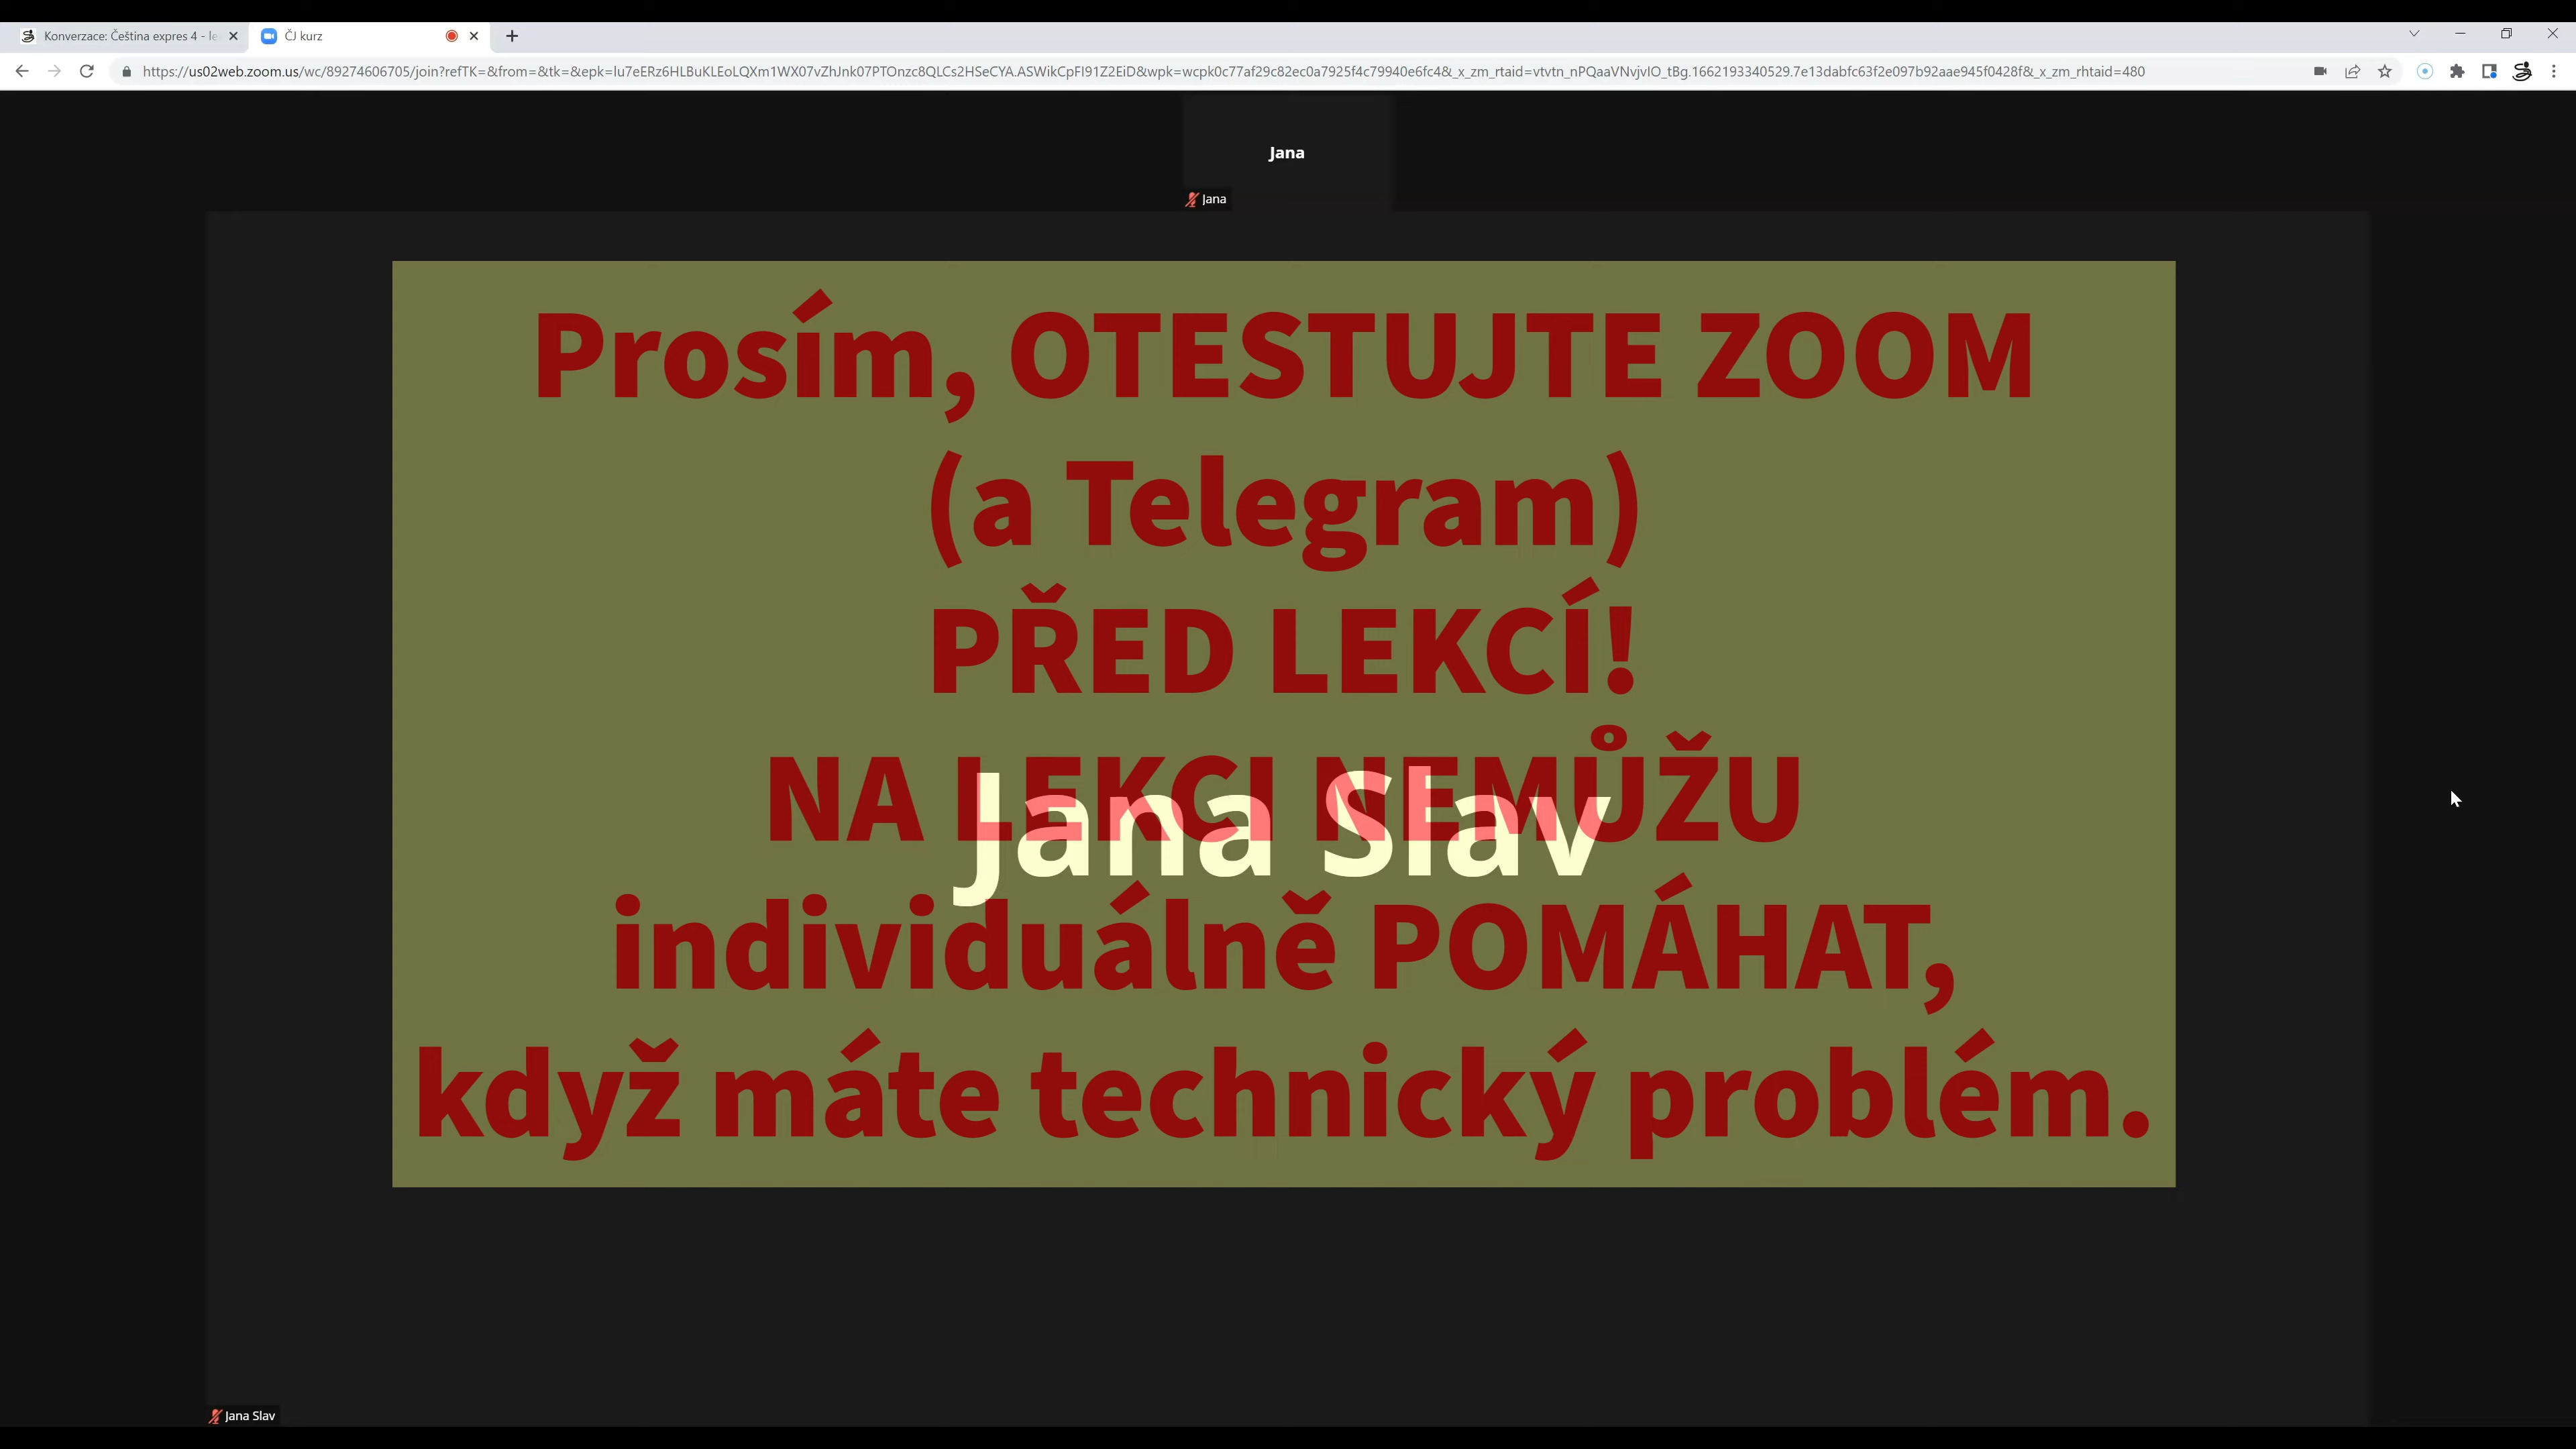 Konverzace: Čeština expres 4 - le
ČJ kurz
https://us02web.zoom.us/wc/89274606705/join?refTK=&from=&tk=&epk=lu7eERz6HLBuKLEoLQXm1WX07vZhJnk07PTOnzc8QLCs2HSeCYA.ASWikCpFI91Z2EiD&wpk=wcpk0c77af29c82ec0a7925f4c79940e6fc4&_x_zm_rtaid=vtvtn_nPQaaVNvjvIO_tBg.1662193340529.7e13dabfc63f2e097b92aae945f0428f&_x_zm_rhtaid=480
Jana
Jana
Prosím, OTESTUJTE ZOOM
(a Telegram)
PŘED LEKCÍ!
NA LEKCI NEMŮŽU
Jana Slav
individuálně POMÁHAT,
když máte technický problém.
Jana Slav